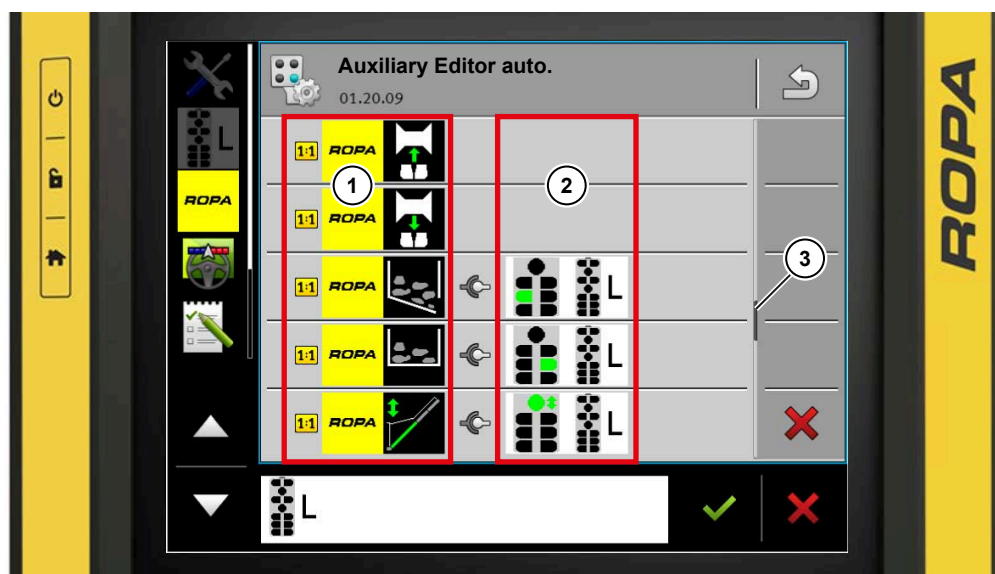 Auxiliary Editor auto.
01.20.09
L
ROPA
1:1 ROPA
1
2
1:1 ROPA
3
1:1 ROPA L
1:1 ROPA L
1:1 ROPA L
L
ROPA